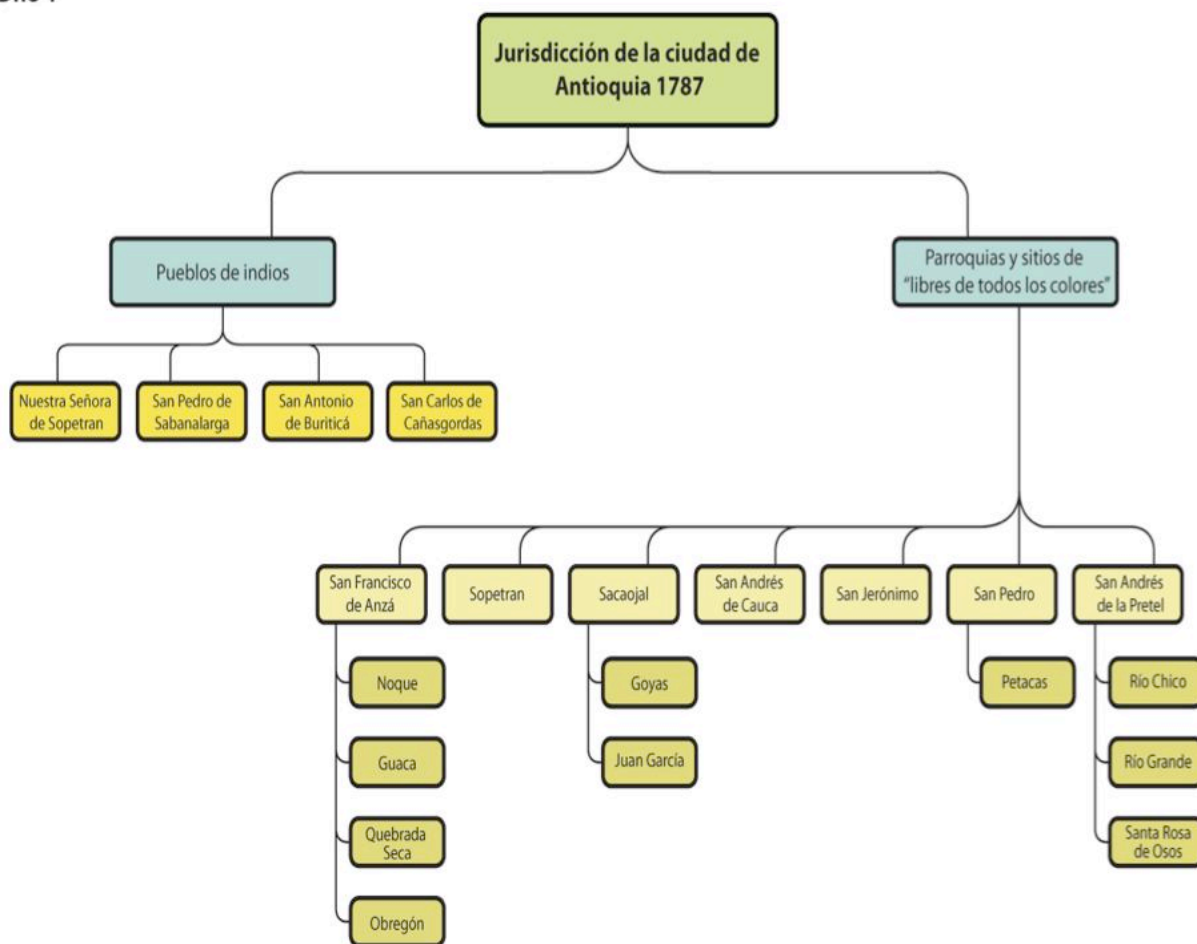 Jurisdicción de la ciudad de
Antioquia 1787
Pueblos de indios
Parroquias y sitios de
“libres de todos los colores”
Nuestra Señora
de Sopetran
San Pedro de
Sabanalarga
San Antonio
de Buriticá
San Carlos de
Cañasgordas
San Francisco
de Anzá
Sopetran
Sacaojal
San Andrés
de Cauca
San Jerónimo
San Pedro
San Andrés
de la Pretel
Noque
Guaca
Quebrada
Seca
Obregón
Goyas
Juan García
Petacas
Río Chico
Río Grande
Santa Rosa
de Osos